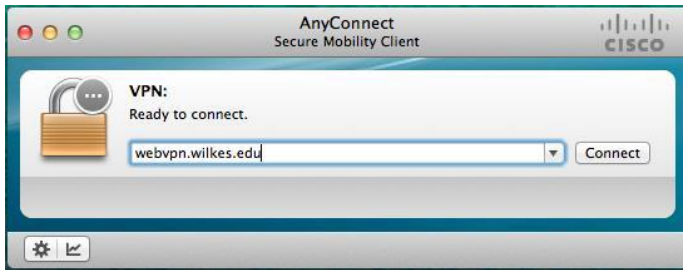 AnyConnect
Secure Mobility Client
CISCO
VPN:
Ready to connect.
webvpn.wilkes.edu
Connect